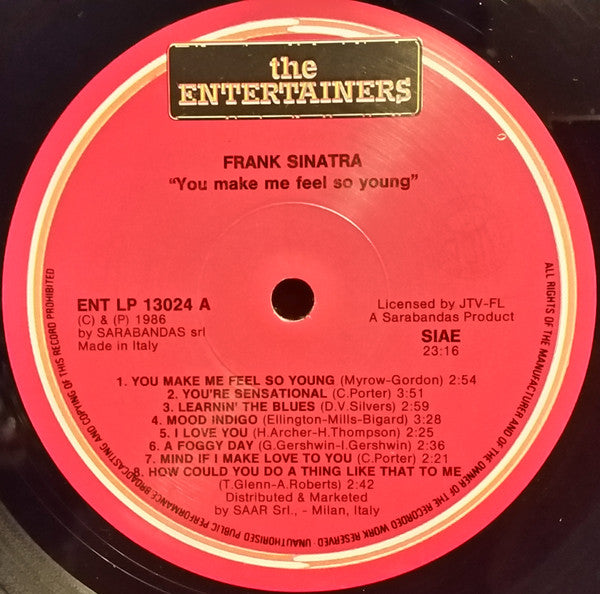 the
ENTERTAINERS
FRANK SINATRA
"You make me feel so young"
ENT LP 13024 A
(C) & (P) 1986
by SARABANDAS srl
Made in Italy
Licensed by JTV-FL
A Sarabandas Product
SIAE
23:16
1. YOU MAKE ME FEEL SO YOUNG (Myrow-Gordon) 2:54
2. YOU'RE SENSATIONAL (C.Porter) 3:51
3. LEARNIN' THE BLUES (D.V.Silvers) 2:59
4. MOOD INDIGO (Ellington-Mills-Bigard) 3:28
5. I LOVE YOU (H.Archer-H.Thompson) 2:25
6. A FOGGY DAY (G.Gershwin-I.Gershwin) 2:36
7. MIND IF I MAKE LOVE TO YOU (C.Porter) 2:21
8. HOW COULD YOU DO A THING LIKE THAT TO ME
(T.Glenn-A.Roberts) 2:42
Distributed & Marketed
by SAAR Srl., - Milan, Italy
ALL RIGHTS OF THE MANUFACTURER AND OF THE OWNER OF THE RECORDED WORK RESERVED · UNAUTHORISED PUBLIC PERFORMANCE BROADCASTING AND COPYING OF THIS RECORD PROHIBITED